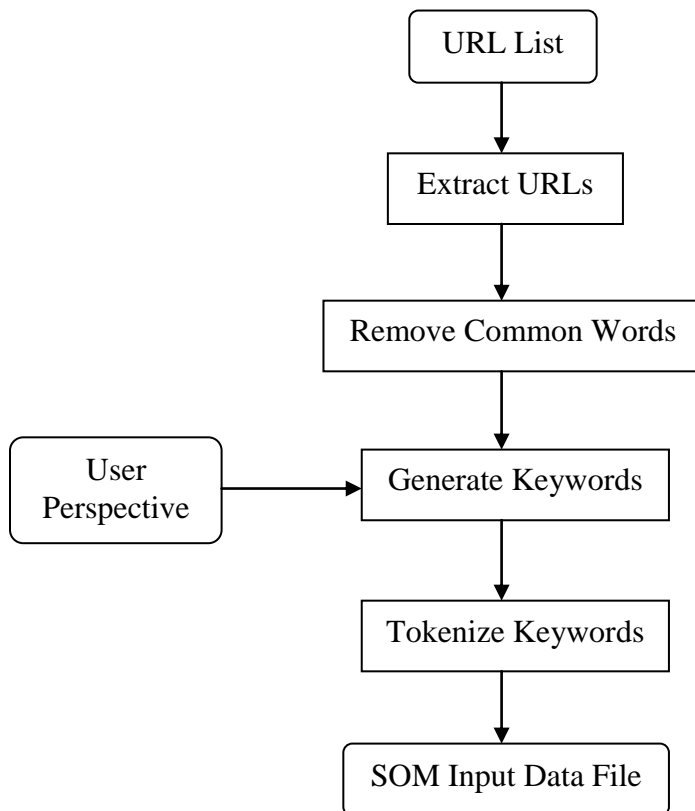 URL List
Extract URLs
Remove Common Words
User
Perspective
Generate Keywords
Tokenize Keywords
SOM Input Data File